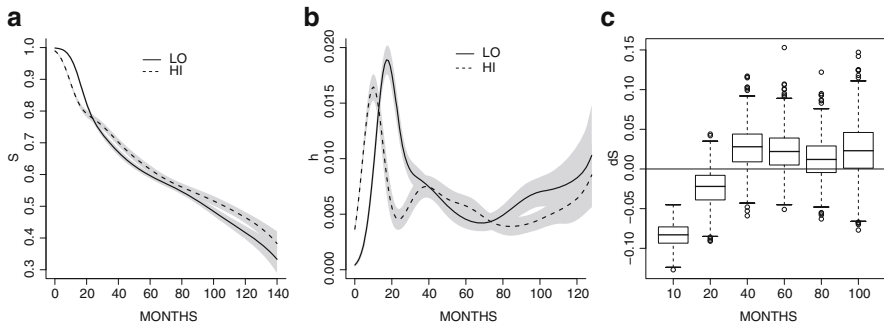 a
LO
HI
S
1.0
0.9
0.8
0.7
0.6
0.5
0.4
0.3
0 20 40 60 80 100 120 140
MONTHS
b
LO
HI
h
0.020
0.015
0.010
0.005
0.000
0 20 40 60 80 100 120
MONTHS
c
dS
0.15
0.10
0.05
0.00
−0.05
−0.10
10 20 40 60 80 100
MONTHS